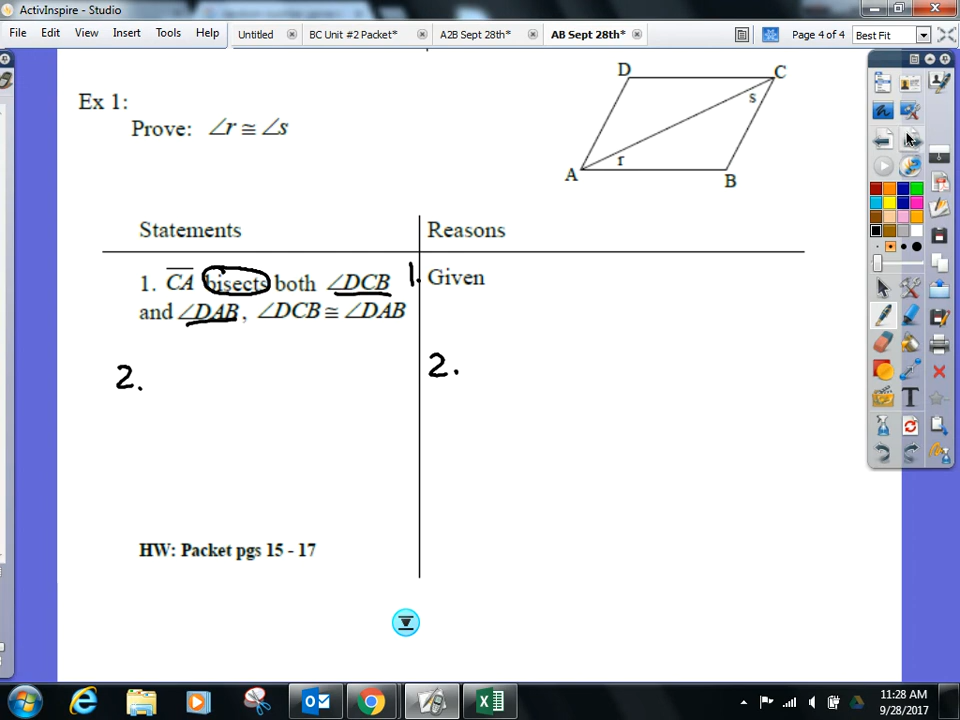 ActivInspire - Studio
File Edit View Insert Tools Help
Untitled BC Unit #2 Packet* A2B Sept 28th* AB Sept 28th* Page 4 of 4 Best Fit
Ex 1:
Prove: ∠r ≅ ∠s
D C
s
r
A B
Statements Reasons
1. CA bisects both ∠DCB 1. Given
and ∠DAB, ∠DCB ≅ ∠DAB
2. 2.
HW: Packet pgs 15 - 17
11:28 AM
9/28/2017